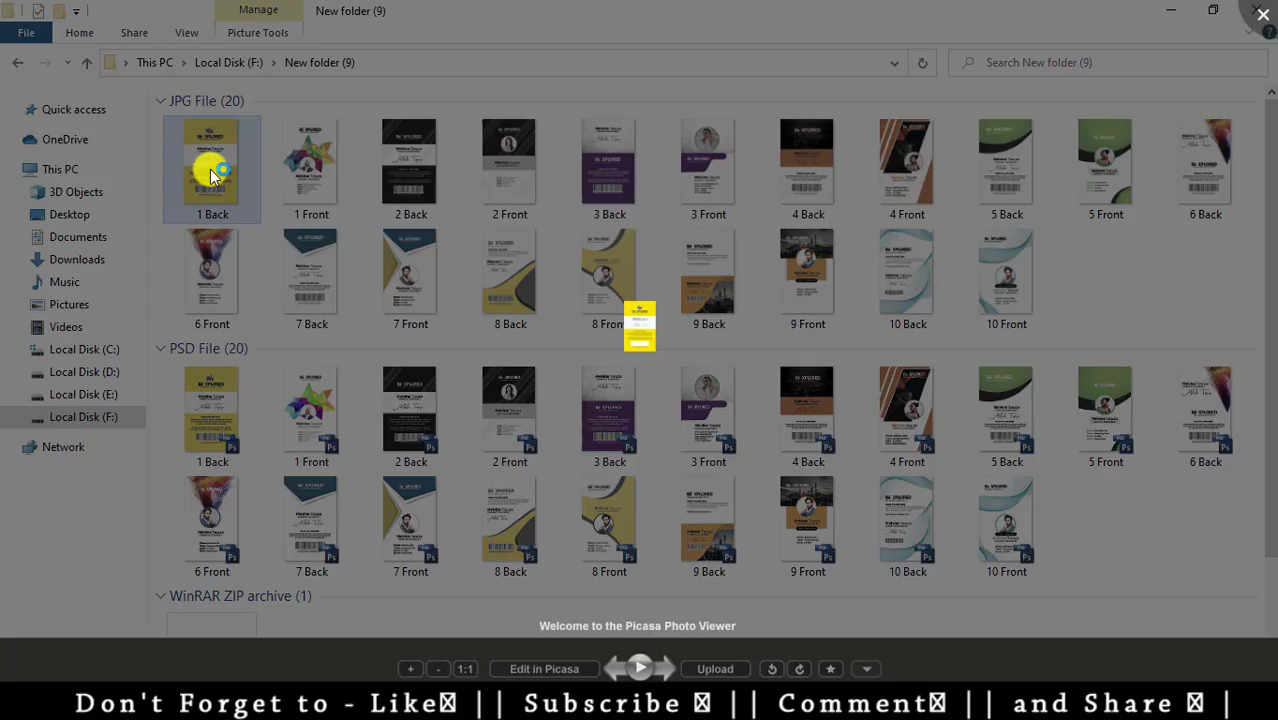 Manage
New folder (9)
File
Home
Share
View
Picture Tools
This PC
Local Disk (F:)
New folder (9)
Search New folder (9)
Quick access
OneDrive
This PC
3D Objects
Desktop
Documents
Downloads
Music
Pictures
Videos
Local Disk (C:)
Local Disk (D:)
Local Disk (E:)
Local Disk (F:)
Network
JPG File (20)
1 Back
1 Front
2 Back
2 Front
3 Back
3 Front
4 Back
4 Front
5 Back
5 Front
6 Back
6 Front
7 Back
7 Front
8 Back
8 Front
9 Back
9 Front
10 Back
10 Front
PSD File (20)
1 Back
1 Front
2 Back
2 Front
3 Back
3 Front
4 Back
4 Front
5 Back
5 Front
6 Back
6 Front
7 Back
7 Front
8 Back
8 Front
9 Back
9 Front
10 Back
10 Front
WinRAR ZIP archive (1)
Welcome to the Picasa Photo Viewer
+
-
1:1
Edit in Picasa
Upload
Don't Forget to - Like || Subscribe || Comment || and Share |